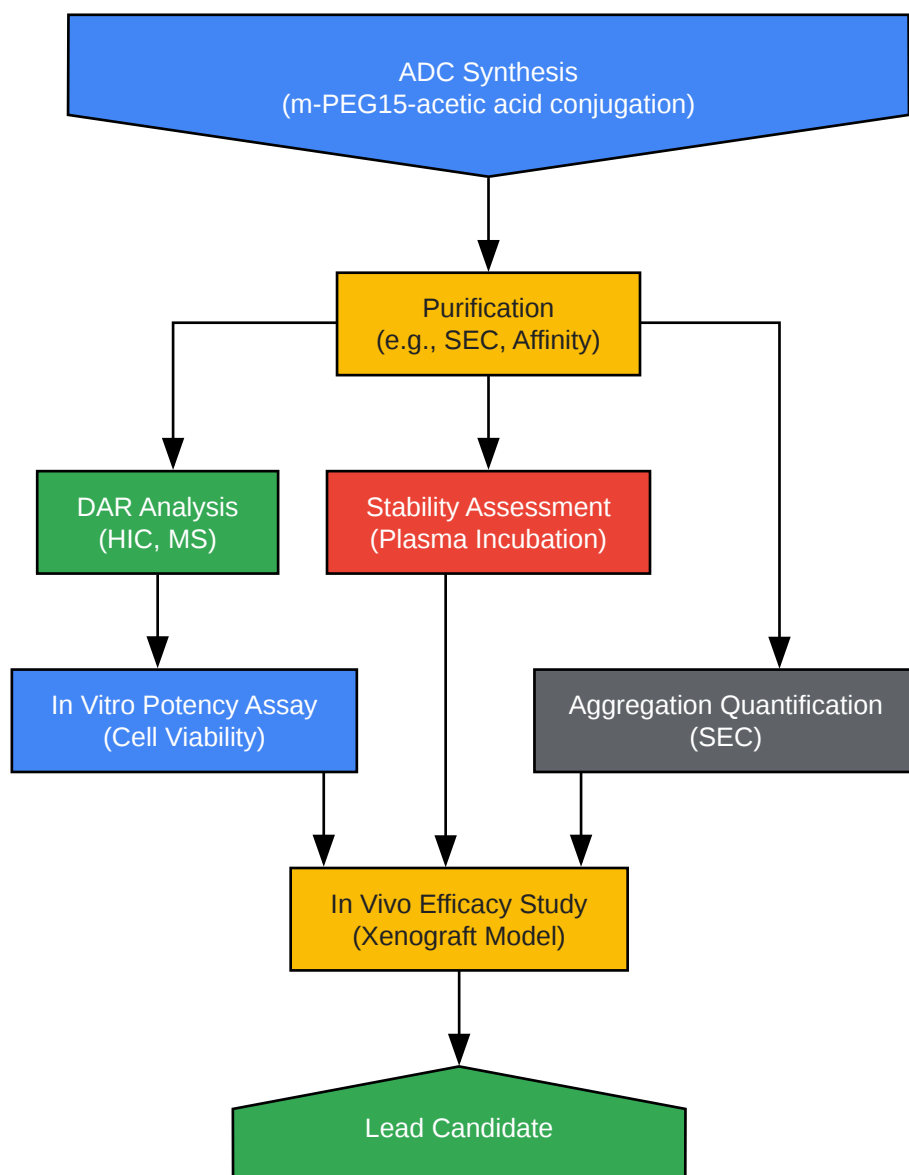 ADC Synthesis
(m-PEG15-acetic acid conjugation)
Purification
(e.g., SEC, Affinity)
DAR Analysis
(HIC, MS)
Stability Assessment
(Plasma Incubation)
In Vitro Potency Assay
(Cell Viability)
Aggregation Quantification
(SEC)
In Vivo Efficacy Study
(Xenograft Model)
Lead Candidate